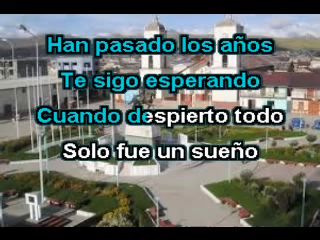 Han pasado los años
Te sigo esperando
Cuando despierto todo
Solo fue un sueño